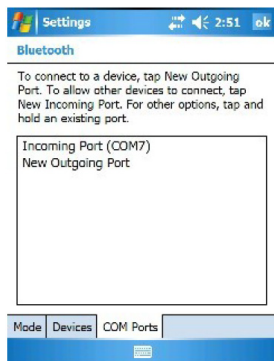 Settings 2:51 ok
Bluetooth
To connect to a device, tap New Outgoing
Port. To allow other devices to connect, tap
New Incoming Port. For other options, tap and
hold an existing port.
Incoming Port (COM7)
New Outgoing Port
Mode Devices COM Ports